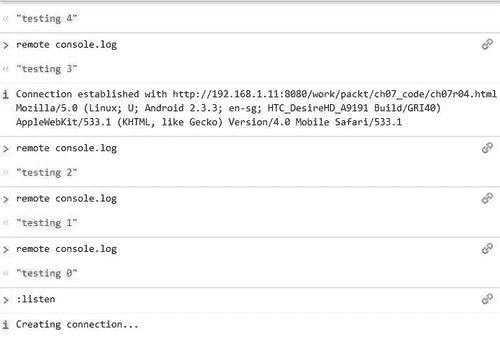 "testing 4"
remote console.log
"testing 3"
Connection established with http://192.168.1.11:8080/work/packt/ch07_code/ch07r04.html
Mozilla/5.0 (Linux; U; Android 2.3.3; en-sg; HTC_DesireHD_A9191 Build/GRI40)
AppleWebKit/533.1 (KHTML, like Gecko) Version/4.0 Mobile Safari/533.1
remote console.log
"testing 2"
remote console.log
"testing 1"
remote console.log
"testing 0"
:listen
Creating connection...